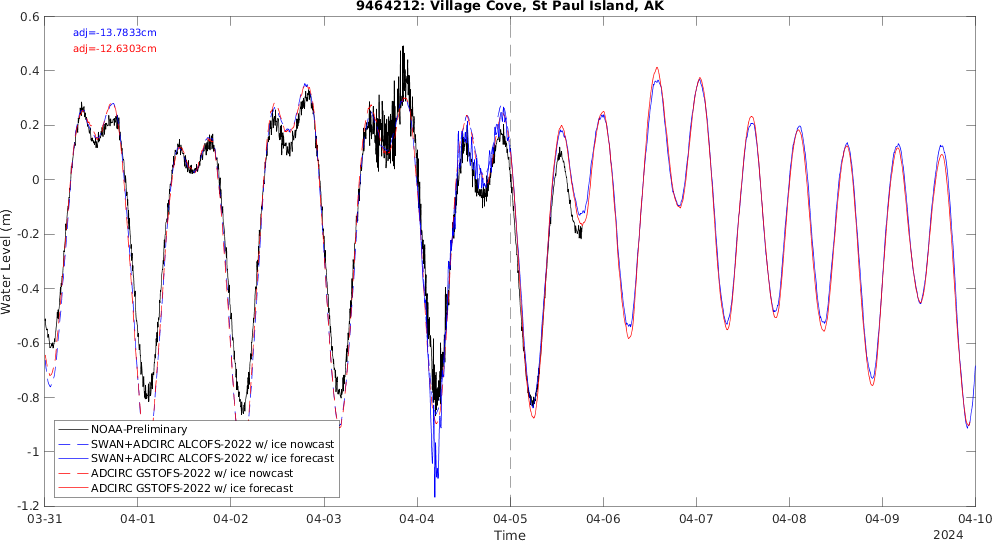 9464212: Village Cove, St Paul Island, AK
adj=-13.7833cm
adj=-12.6303cm
Water Level (m)
0.6
0.4
0.2
0
-0.2
-0.4
-0.6
-0.8
-1
-1.2
NOAA-Preliminary
SWAN+ADCIRC ALCOFS-2022 w/ ice nowcast
SWAN+ADCIRC ALCOFS-2022 w/ ice forecast
ADCIRC GSTOFS-2022 w/ ice nowcast
ADCIRC GSTOFS-2022 w/ ice forecast
03-31 04-01 04-02 04-03 04-04 04-05 04-06 04-07 04-08 04-09 04-10
Time
2024